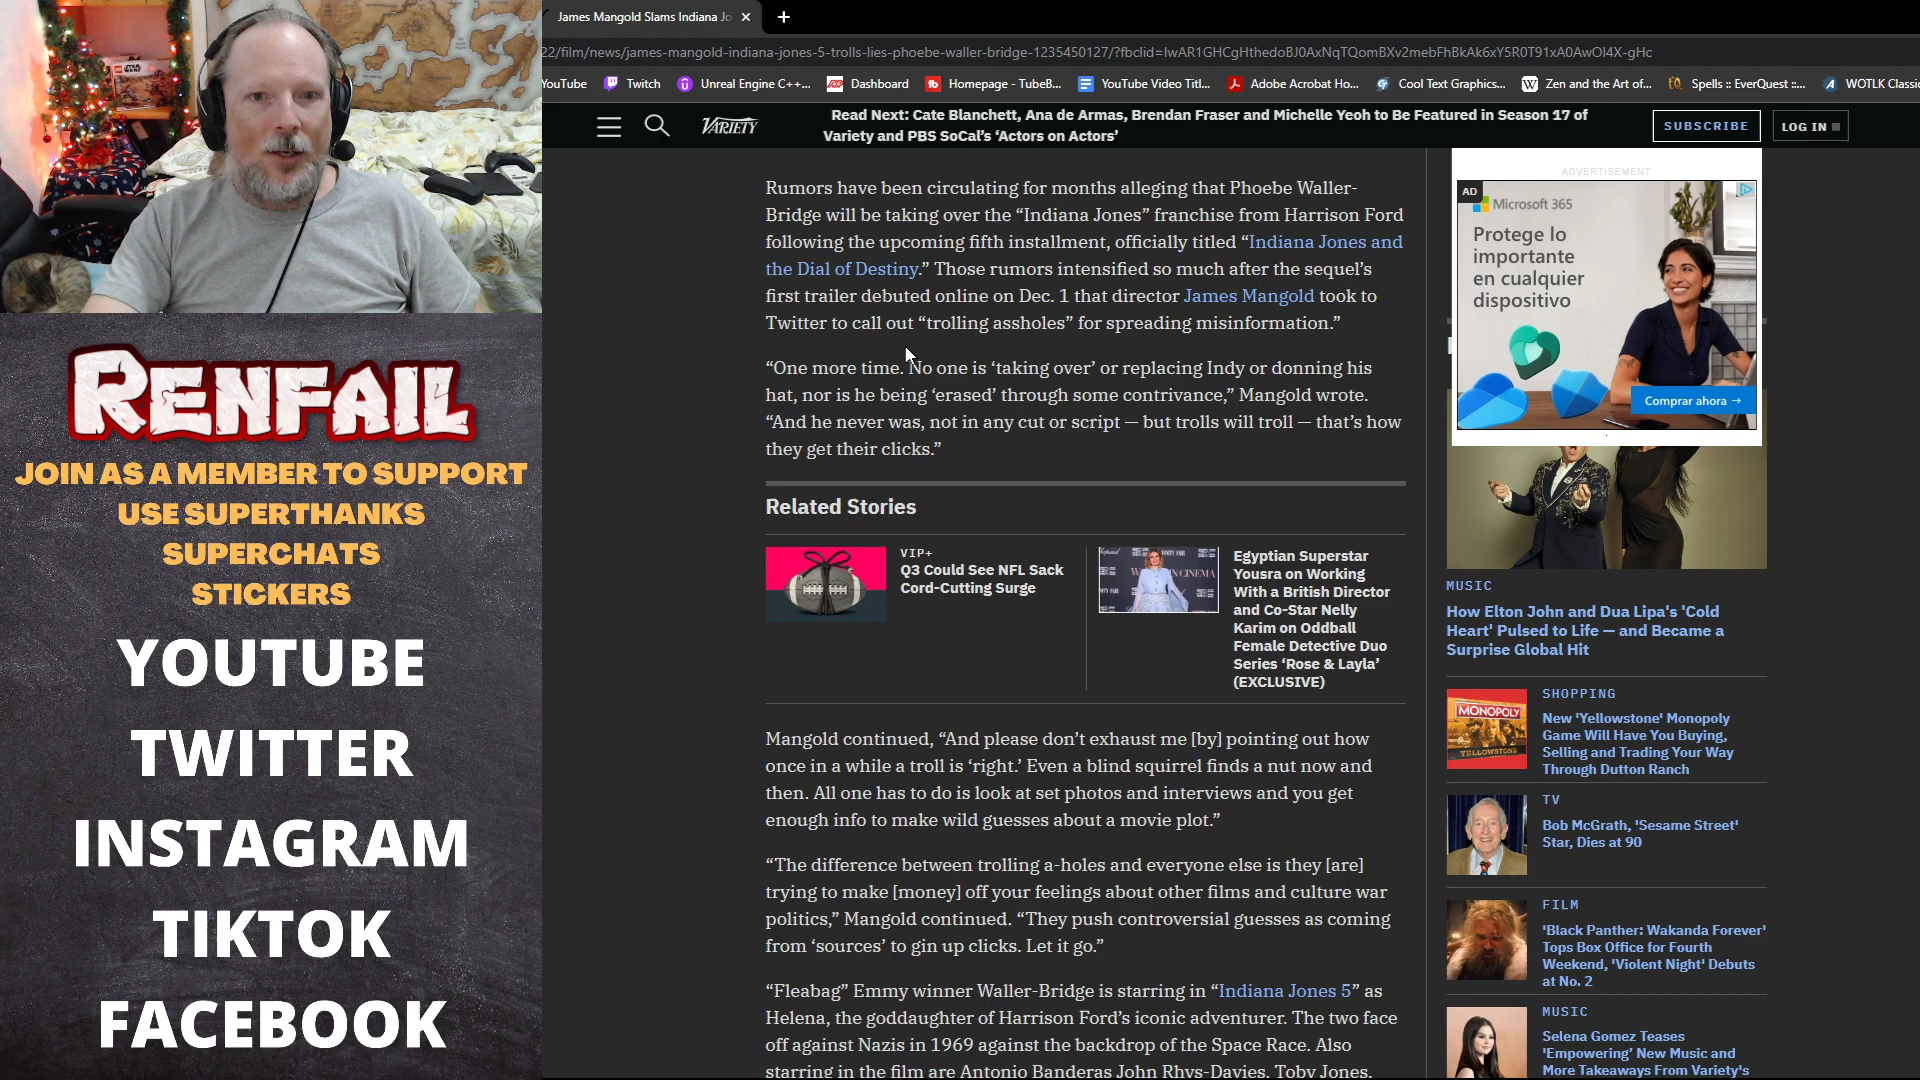 James Mangold Slams Indiana Jo
22/film/news/james-mangold-indiana-jones-5-trolls-lies-phoebe-waller-bridge-1235450127/?fbclid=IwAR1GHCgHthedoBJ0AxNqTQomBXv2mebFhBkAk6xY5R0T91xA0AwOl4X-gHc
YouTube Twitch Unreal Engine C++... Dashboard Homepage - TubeB... YouTube Video Titl... Adobe Acrobat Ho... Cool Text Graphics... Zen and the Art of... Spells :: EverQuest ::... WOTLK Classic
VARIETY
Read Next: Cate Blanchett, Ana de Armas, Brendan Fraser and Michelle Yeoh to Be Featured in Season 17 of
Variety and PBS SoCal’s ‘Actors on Actors’
SUBSCRIBE
LOG IN
RENFAIL
JOIN AS A MEMBER TO SUPPORT
USE SUPERTHANKS
SUPERCHATS
STICKERS
YOUTUBE
TWITTER
INSTAGRAM
TIKTOK
FACEBOOK
Rumors have been circulating for months alleging that Phoebe Waller-
Bridge will be taking over the “Indiana Jones” franchise from Harrison Ford
following the upcoming fifth installment, officially titled “Indiana Jones and
the Dial of Destiny.” Those rumors intensified so much after the sequel’s
first trailer debuted online on Dec. 1 that director James Mangold took to
Twitter to call out “trolling assholes” for spreading misinformation.”
“One more time. No one is ‘taking over’ or replacing Indy or donning his
hat, nor is he being ‘erased’ through some contrivance,” Mangold wrote.
“And he never was, not in any cut or script — but trolls will troll — that’s how
they get their clicks.”
Related Stories
VIP+
Q3 Could See NFL Sack
Cord-Cutting Surge
Egyptian Superstar
Yousra on Working
With a British Director
and Co-Star Nelly
Karim on Oddball
Female Detective Duo
Series ‘Rose & Layla’
(EXCLUSIVE)
Mangold continued, “And please don’t exhaust me [by] pointing out how
once in a while a troll is ‘right.’ Even a blind squirrel finds a nut now and
then. All one has to do is look at set photos and interviews and you get
enough info to make wild guesses about a movie plot.”
“The difference between trolling a-holes and everyone else is they [are]
trying to make [money] off your feelings about other films and culture war
politics,” Mangold continued. “They push controversial guesses as coming
from ‘sources’ to gin up clicks. Let it go.”
“Fleabag” Emmy winner Waller-Bridge is starring in “Indiana Jones 5” as
Helena, the goddaughter of Harrison Ford’s iconic adventurer. The two face
off against Nazis in 1969 against the backdrop of the Space Race. Also
starring in the film are Antonio Banderas John Rhys-Davies, Toby Jones,
ADVERTISEMENT
AD
Microsoft 365
Protege lo
importante
en cualquier
dispositivo
Comprar ahora →
MUSIC
How Elton John and Dua Lipa's 'Cold
Heart' Pulsed to Life — and Became a
Surprise Global Hit
MONOPOLY
YELLOWSTONE
SHOPPING
New 'Yellowstone' Monopoly
Game Will Have You Buying,
Selling and Trading Your Way
Through Dutton Ranch
TV
Bob McGrath, 'Sesame Street'
Star, Dies at 90
FILM
'Black Panther: Wakanda Forever'
Tops Box Office for Fourth
Weekend, 'Violent Night' Debuts
at No. 2
MUSIC
Selena Gomez Teases
'Empowering' New Music and
More Takeaways From Variety's